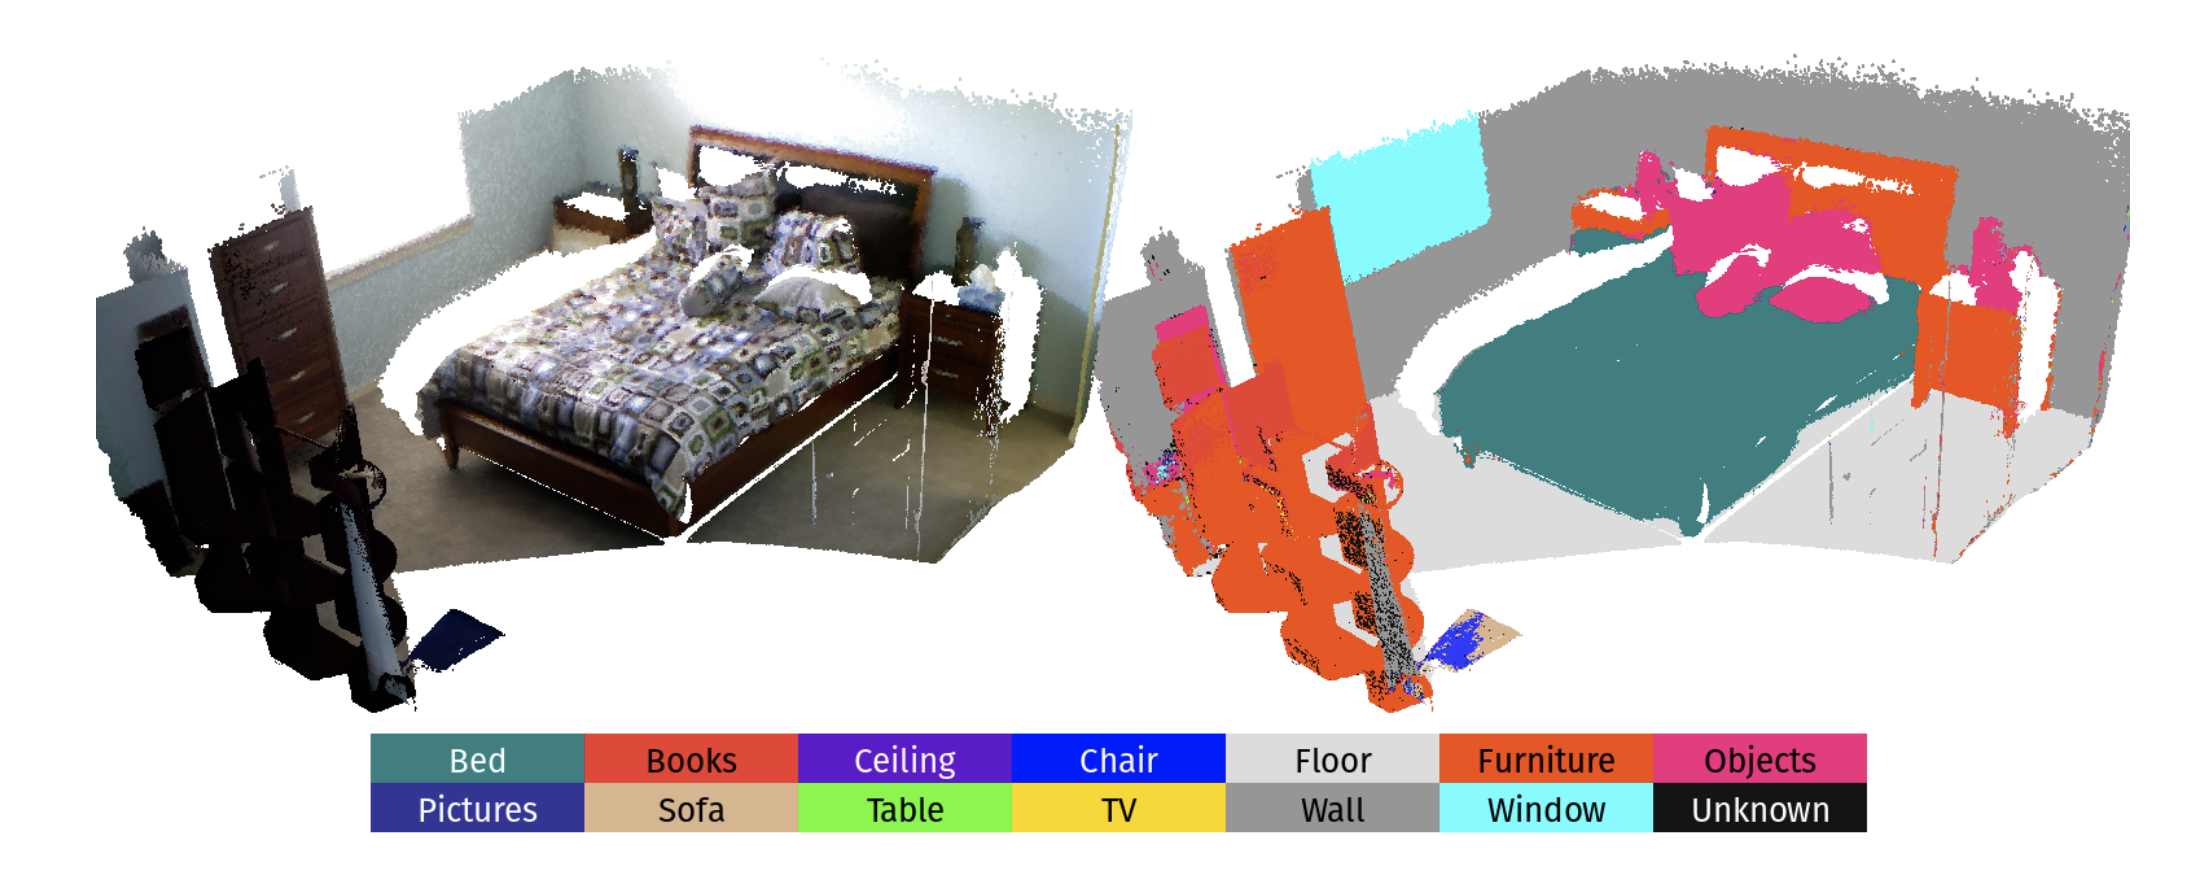 Bed Books Ceiling Chair Floor Furniture Objects
Pictures Sofa Table TV Wall Window Unknown